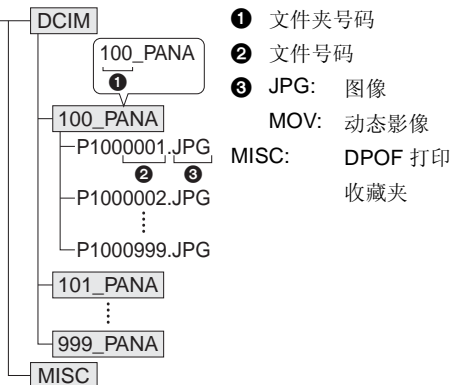 DCIM
100_PANA
❶
100_PANA
P1000001.JPG
❷ ❸
P1000002.JPG
P1000999.JPG
101_PANA
999_PANA
MISC
❶ 文件夹号码
❷ 文件号码
❸ JPG: 图像
MOV: 动态影像
MISC: DPOF 打印
收藏夹